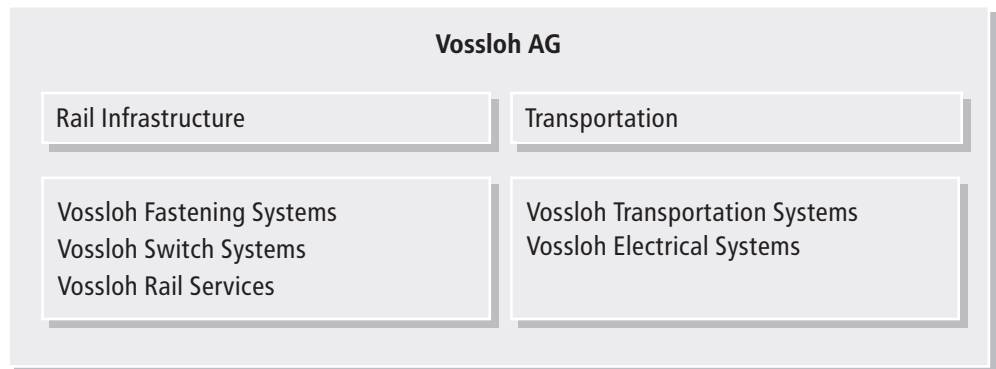 Vossloh AG
Rail Infrastructure
Transportation
Vossloh Fastening Systems
Vossloh Switch Systems
Vossloh Rail Services
Vossloh Transportation Systems
Vossloh Electrical Systems